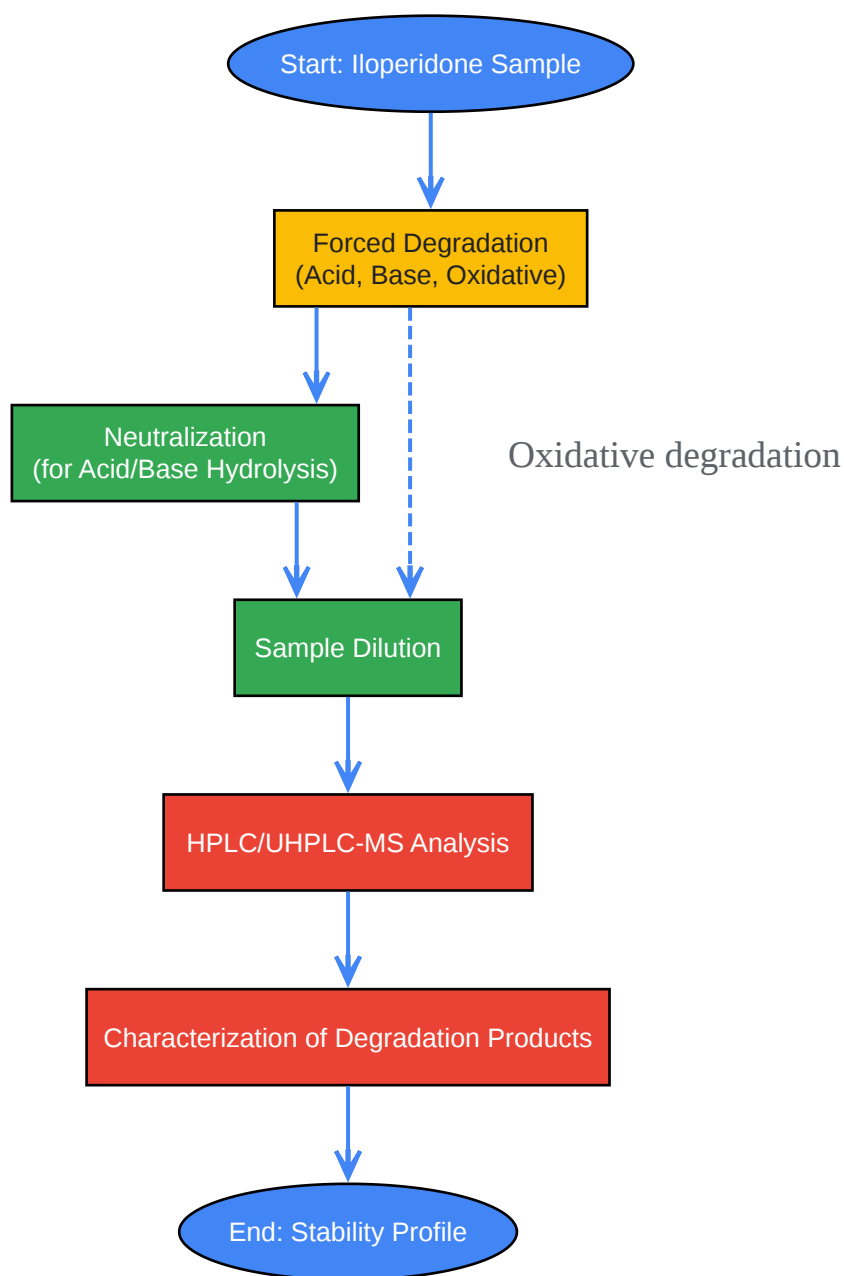 Start: Iloperidone Sample
Forced Degradation
(Acid, Base, Oxidative)
Neutralization
(for Acid/Base Hydrolysis)
Oxidative degradation
Sample Dilution
HPLC/UHPLC-MS Analysis
Characterization of Degradation Products
End: Stability Profile